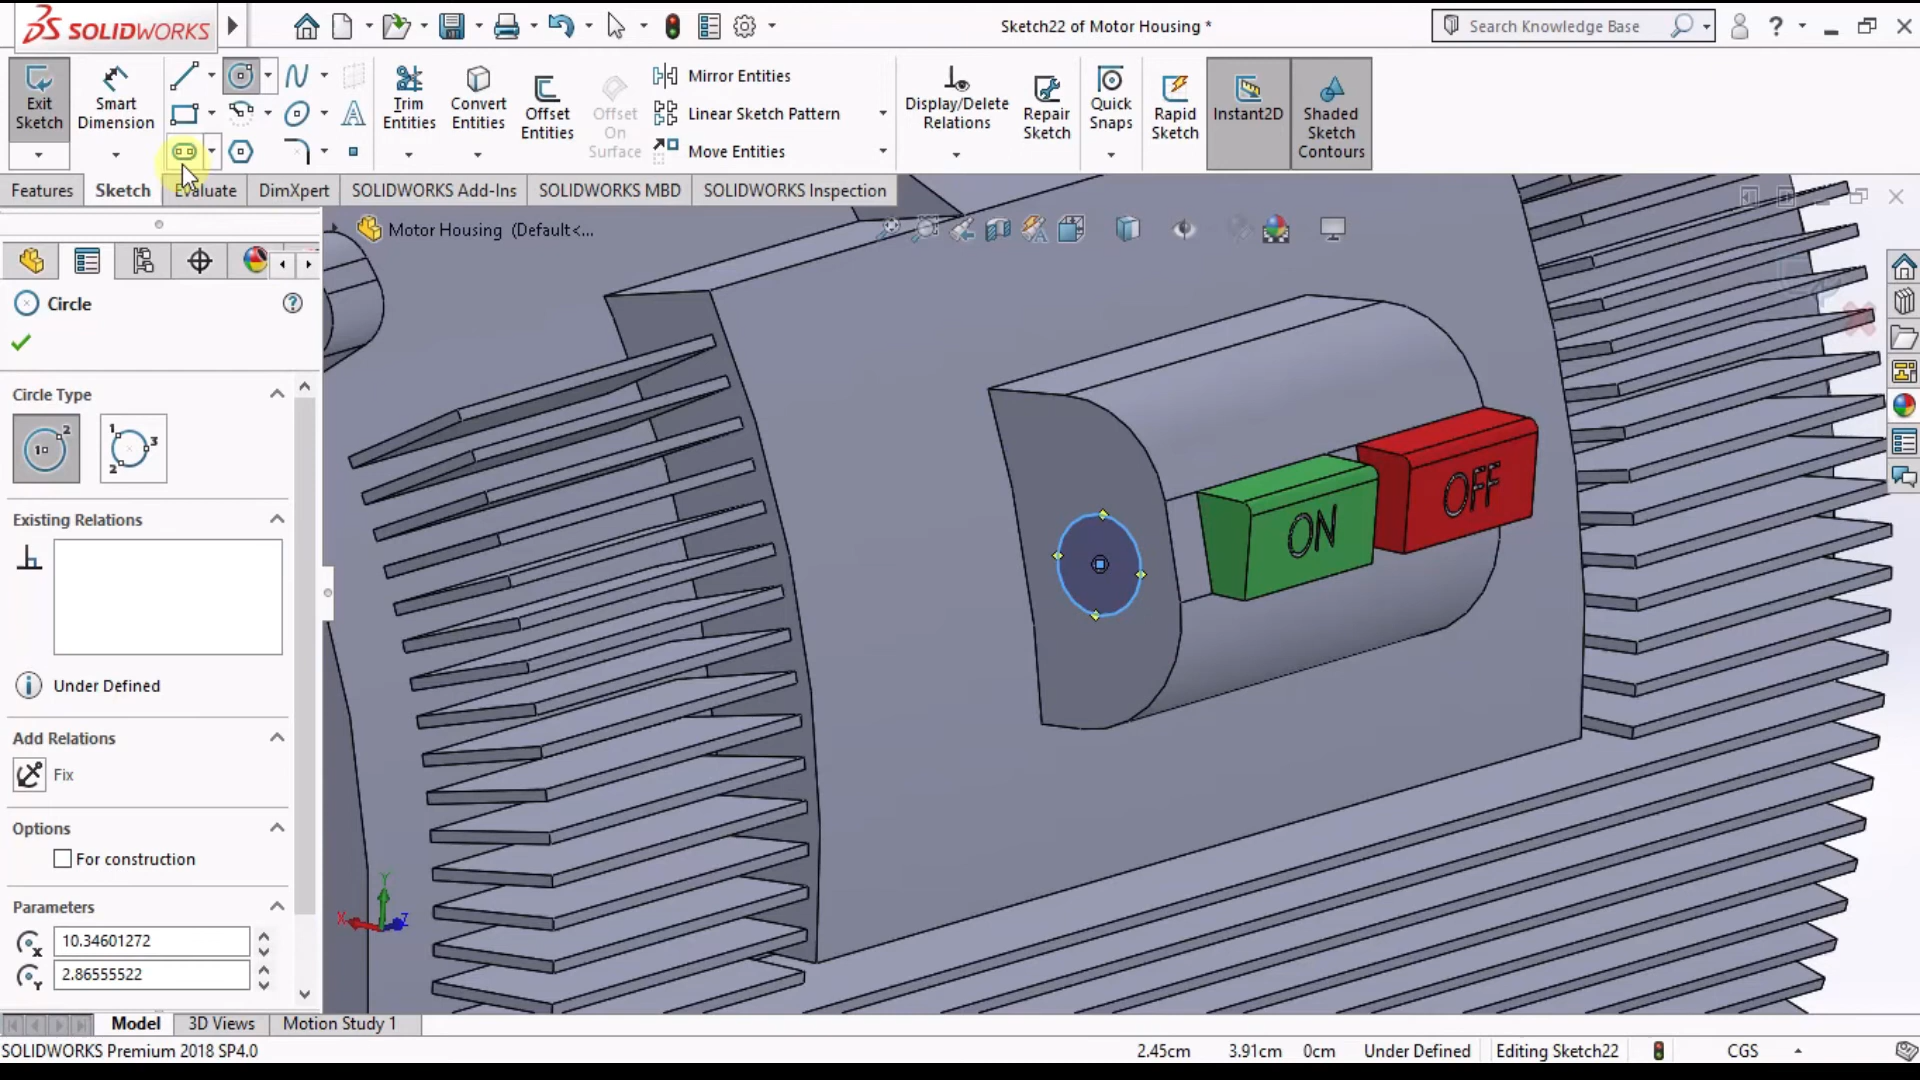 SOLIDWORKS
Sketch22 of Motor Housing *
Search Knowledge Base
?
Exit Sketch
Smart Dimension
Trim Entities
Convert Entities
Offset Entities
Offset On Surface
Mirror Entities
Linear Sketch Pattern
Move Entities
Display/Delete Relations
Repair Sketch
Quick Snaps
Rapid Sketch
Instant2D
Shaded Sketch Contours
Features
Sketch
Evaluate
DimXpert
SOLIDWORKS Add-Ins
SOLIDWORKS MBD
SOLIDWORKS Inspection
Motor Housing (Default<...
Circle
?
Circle Type
1 2
1 2 3
Existing Relations
Under Defined
Add Relations
Fix
Options
For construction
Parameters
X 10.34601272
Y 2.86555522
ON
OFF
Y
X
Z
Model
3D Views
Motion Study 1
SOLIDWORKS Premium 2018 SP4.0
2.45cm
3.91cm
0cm
Under Defined
Editing Sketch22
CGS